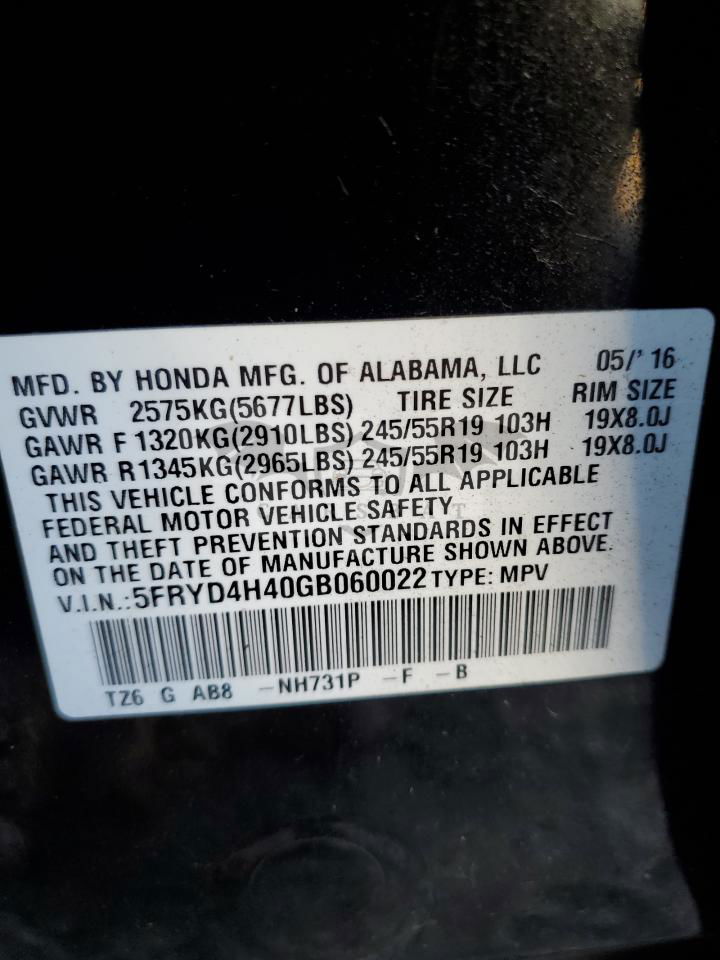 MFD. BY HONDA MFG. OF ALABAMA, LLC 05/'16
GVWR 2575KG(5677LBS) TIRE SIZE RIM SIZE
GAWR F 1320KG(2910LBS) 245/55R19 103H 19X8.0J
GAWR R1345KG(2965LBS) 245/55R19 103H 19X8.0J
THIS VEHICLE CONFORMS TO ALL APPLICABLE
FEDERAL MOTOR VEHICLE SAFETY
AND THEFT PREVENTION STANDARDS IN EFFECT
ON THE DATE OF MANUFACTURE SHOWN ABOVE.
V.I.N.:5FRYD4H40GB060022 TYPE: MPV
TZ6 G AB8 -NH731P -F -B